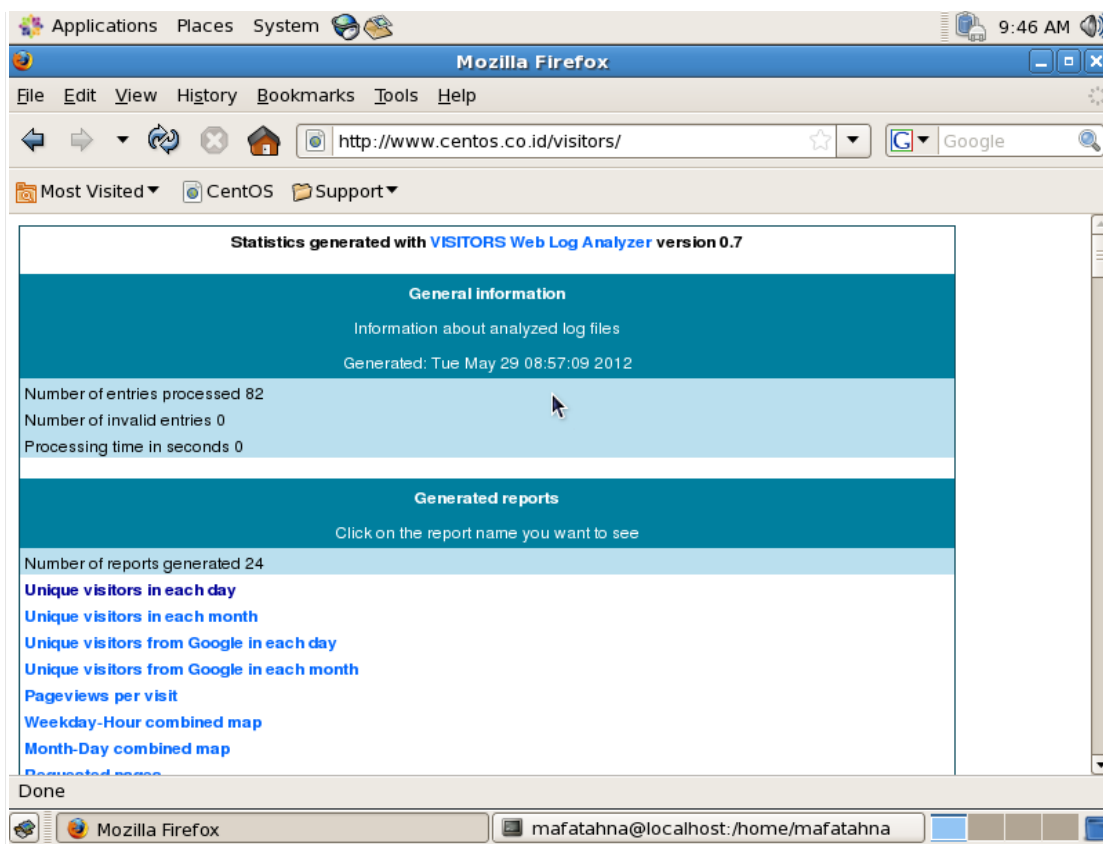 Applications Places System 9:46 AM
Mozilla Firefox
File Edit View History Bookmarks Tools Help
http://www.centos.co.id/visitors/ G Google
Most Visited CentOS Support
Statistics generated with VISITORS Web Log Analyzer version 0.7
General information
Information about analyzed log files
Generated: Tue May 29 08:57:09 2012
Number of entries processed 82
Number of invalid entries 0
Processing time in seconds 0
Generated reports
Click on the report name you want to see
Number of reports generated 24
Unique visitors in each day
Unique visitors in each month
Unique visitors from Google in each day
Unique visitors from Google in each month
Pageviews per visit
Weekday-Hour combined map
Month-Day combined map
Requested pages
Done
Mozilla Firefox mafatahna@localhost:/home/mafatahna